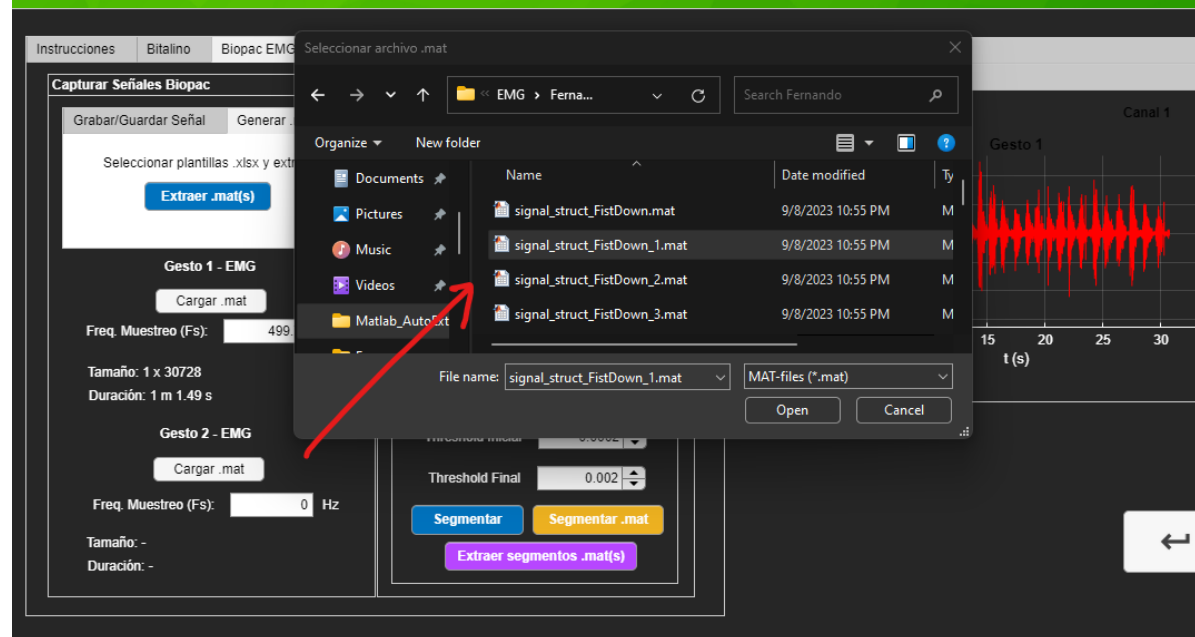 Instrucciones Bitalino Biopac EMG
Seleccionar archivo .mat
Capturar Señales Biopac
EMG > Ferna...
Search Fernando
Grabar/Guardar Señal Generar .
Seleccionar plantillas .xlsx y extr
Extraer .mat(s)
Organize New folder
Name Date modified Ty
Documents
Pictures
Music
Videos
Matlab_AutoExt
signal_struct_FistDown.mat 9/8/2023 10:55 PM M
signal_struct_FistDown_1.mat 9/8/2023 10:55 PM M
signal_struct_FistDown_2.mat 9/8/2023 10:55 PM M
signal_struct_FistDown_3.mat 9/8/2023 10:55 PM M
File name: signal_struct_FistDown_1.mat MAT-files (*.mat)
Open Cancel
Canal 1
Gesto 1
15 20 25 30
t (s)
Gesto 1 - EMG
Cargar .mat
Freq. Muestreo (Fs): 499.
Tamaño: 1 x 30728
Duración: 1 m 1.49 s
Gesto 2 - EMG
Cargar .mat
Freq. Muestreo (Fs): 0 Hz
Tamaño: -
Duración: -
Threshold Inicial 0.0002
Threshold Final 0.002
Segmentar Segmentar .mat
Extraer segmentos .mat(s)